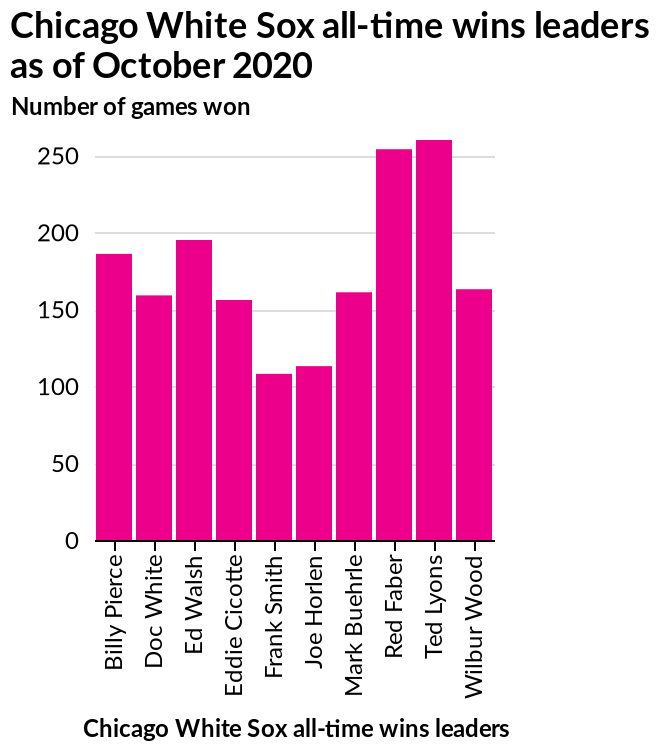 Chicago White Sox all-time wins leaders
as of October 2020
Number of games won
250
200
150
100
50
0
Billy Pierce
Doc White
Ed Walsh
Eddie Cicotte
Frank Smith
Joe Horlen
Mark Buehrle
Red Faber
Ted Lyons
Wilbur Wood
Chicago White Sox all-time wins leaders